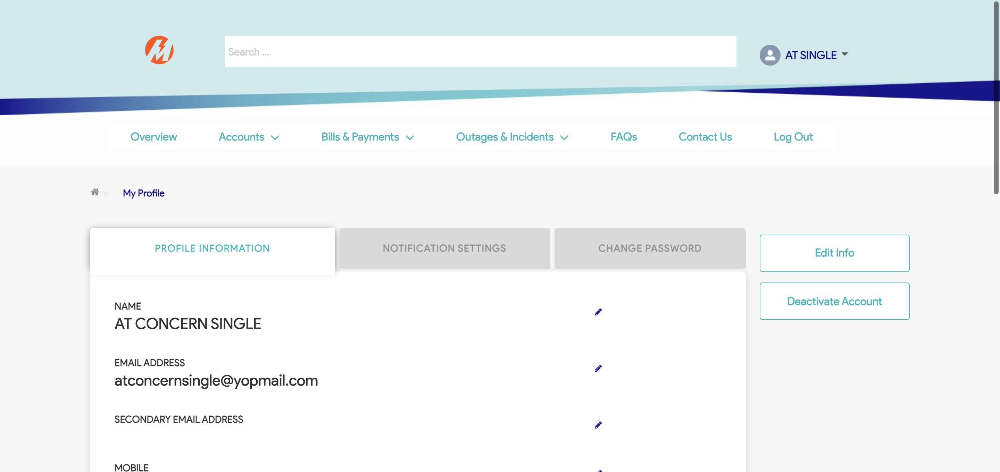 Search ...
AT SINGLE
Overview
Accounts
Bills & Payments
Outages & Incidents
FAQs
Contact Us
Log Out
> My Profile
PROFILE INFORMATION
NOTIFICATION SETTINGS
CHANGE PASSWORD
Edit Info
Deactivate Account
NAME
AT CONCERN SINGLE
EMAIL ADDRESS
atconcernsingle@yopmail.com
SECONDARY EMAIL ADDRESS
MOBILE